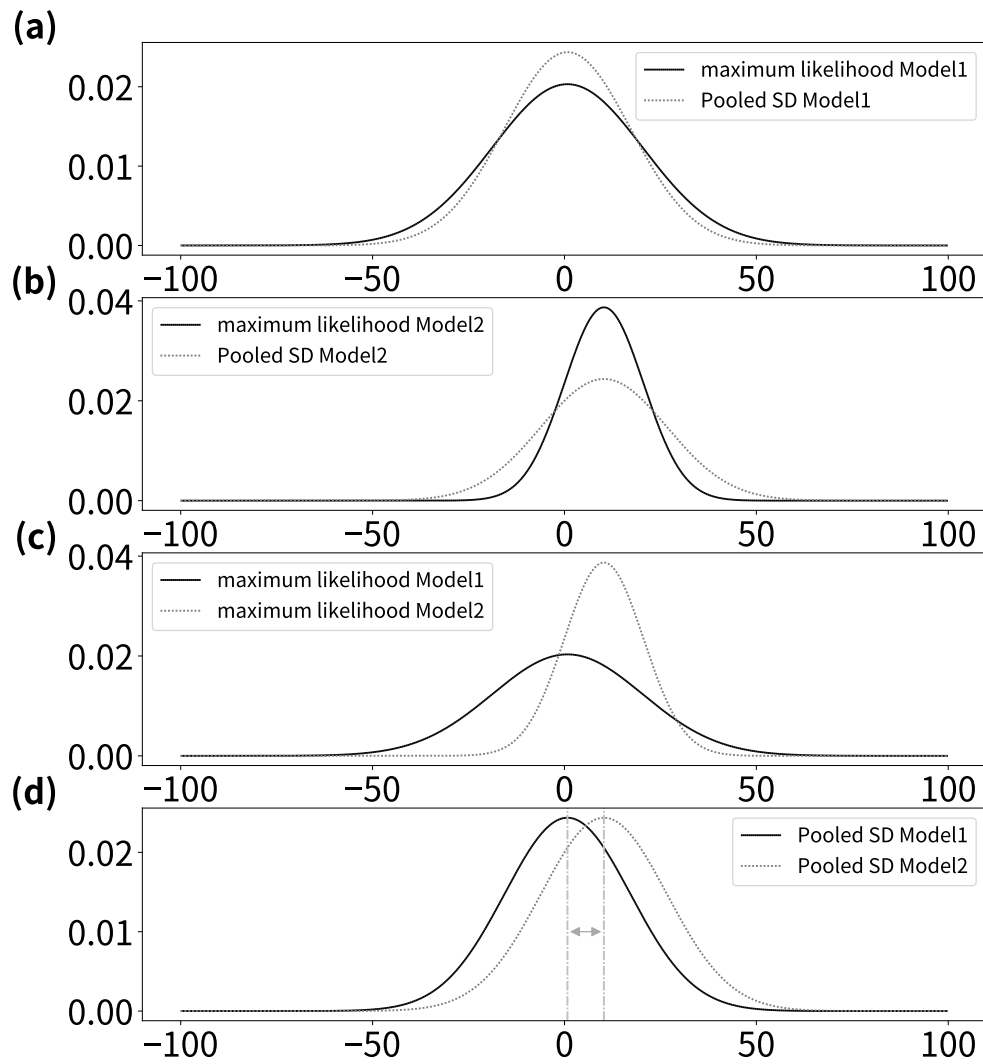 (a)
maximum likelihood Model1
Pooled SD Model1
0.02
0.01
0.00
−100 −50 0 50 100
(b)
0.04
maximum likelihood Model2
Pooled SD Model2
0.02
0.00
−100 −50 0 50 100
(c)
0.04
maximum likelihood Model1
maximum likelihood Model2
0.02
0.00
−100 −50 0 50 100
(d)
Pooled SD Model1
Pooled SD Model2
0.02
0.01
0.00
−100 −50 0 50 100